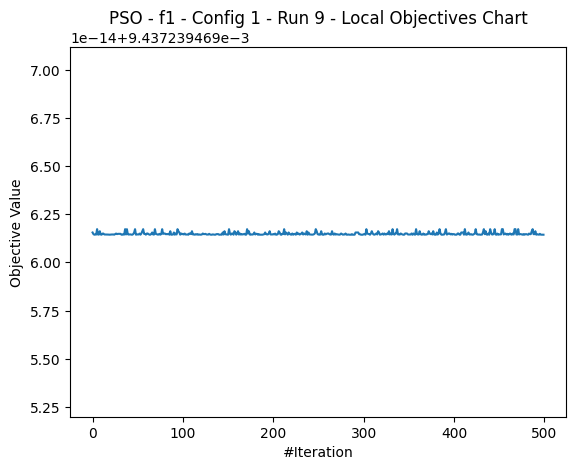 PSO - f1 - Config 1 - Run 9 - Local Objectives Chart
1e−14+9.437239469e−3
7.00
6.75
6.50
6.25
6.00
5.75
5.50
5.25
Objective Value
0 100 200 300 400 500
#Iteration